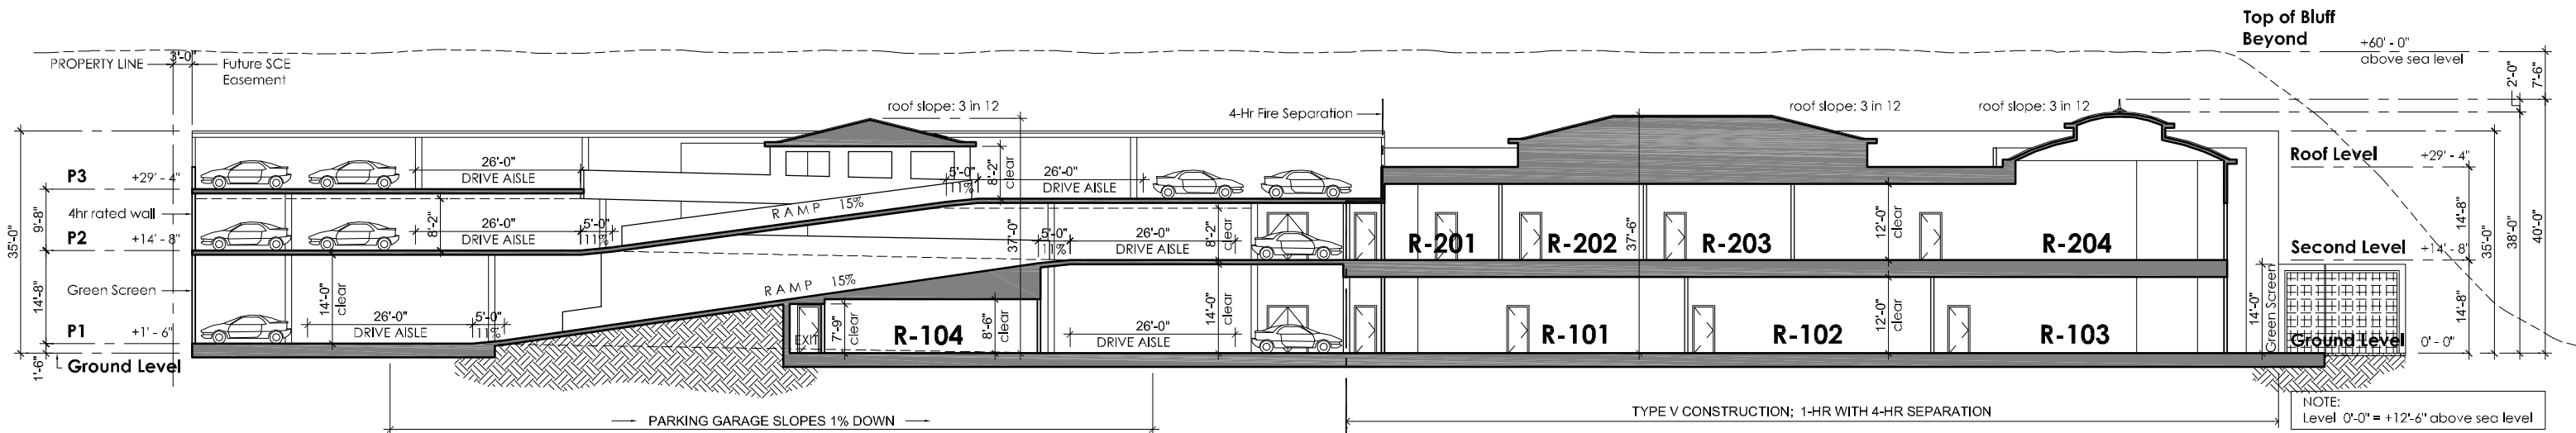 Top of Bluff
Beyond
+60' - 0"
above sea level
PROPERTY LINE
3'-0"
Future SCE
Easement
2'-0"
7'-6"
roof slope: 3 in 12
4-Hr Fire Separation
roof slope: 3 in 12
roof slope: 3 in 12
35'-0"
P3
+29' - 4"
26'-0"
DRIVE AISLE
5'-0"
11%
8'-2"
clear
26'-0"
DRIVE AISLE
Roof Level
+29' - 4"
9'-8"
4hr rated wall
P2
+14' - 8"
26'-0"
DRIVE AISLE
8'-2"
5'-0"
11%
RAMP 15%
37'-0"
5'-0"
11%
26'-0"
DRIVE AISLE
8'-2"
clear
R-201
R-202
37'-6"
R-203
12'-0"
clear
R-204
Second Level
+14' - 8"
14'-8"
35'-0"
38'-0"
40'-0"
14'-8"
Green Screen
14'-0"
clear
RAMP 15%
P1
+1' - 6"
26'-0"
DRIVE AISLE
5'-0"
11%
EXIT
7'-9"
clear
R-104
8'-6"
clear
26'-0"
DRIVE AISLE
14'-0"
clear
R-101
R-102
12'-0"
clear
R-103
14'-0"
Green Screen
Ground Level
0' - 0"
14'-8"
1'-6"
Ground Level
PARKING GARAGE SLOPES 1% DOWN
TYPE V CONSTRUCTION; 1-HR WITH 4-HR SEPARATION
NOTE:
Level 0'-0" = +12'-6" above sea level